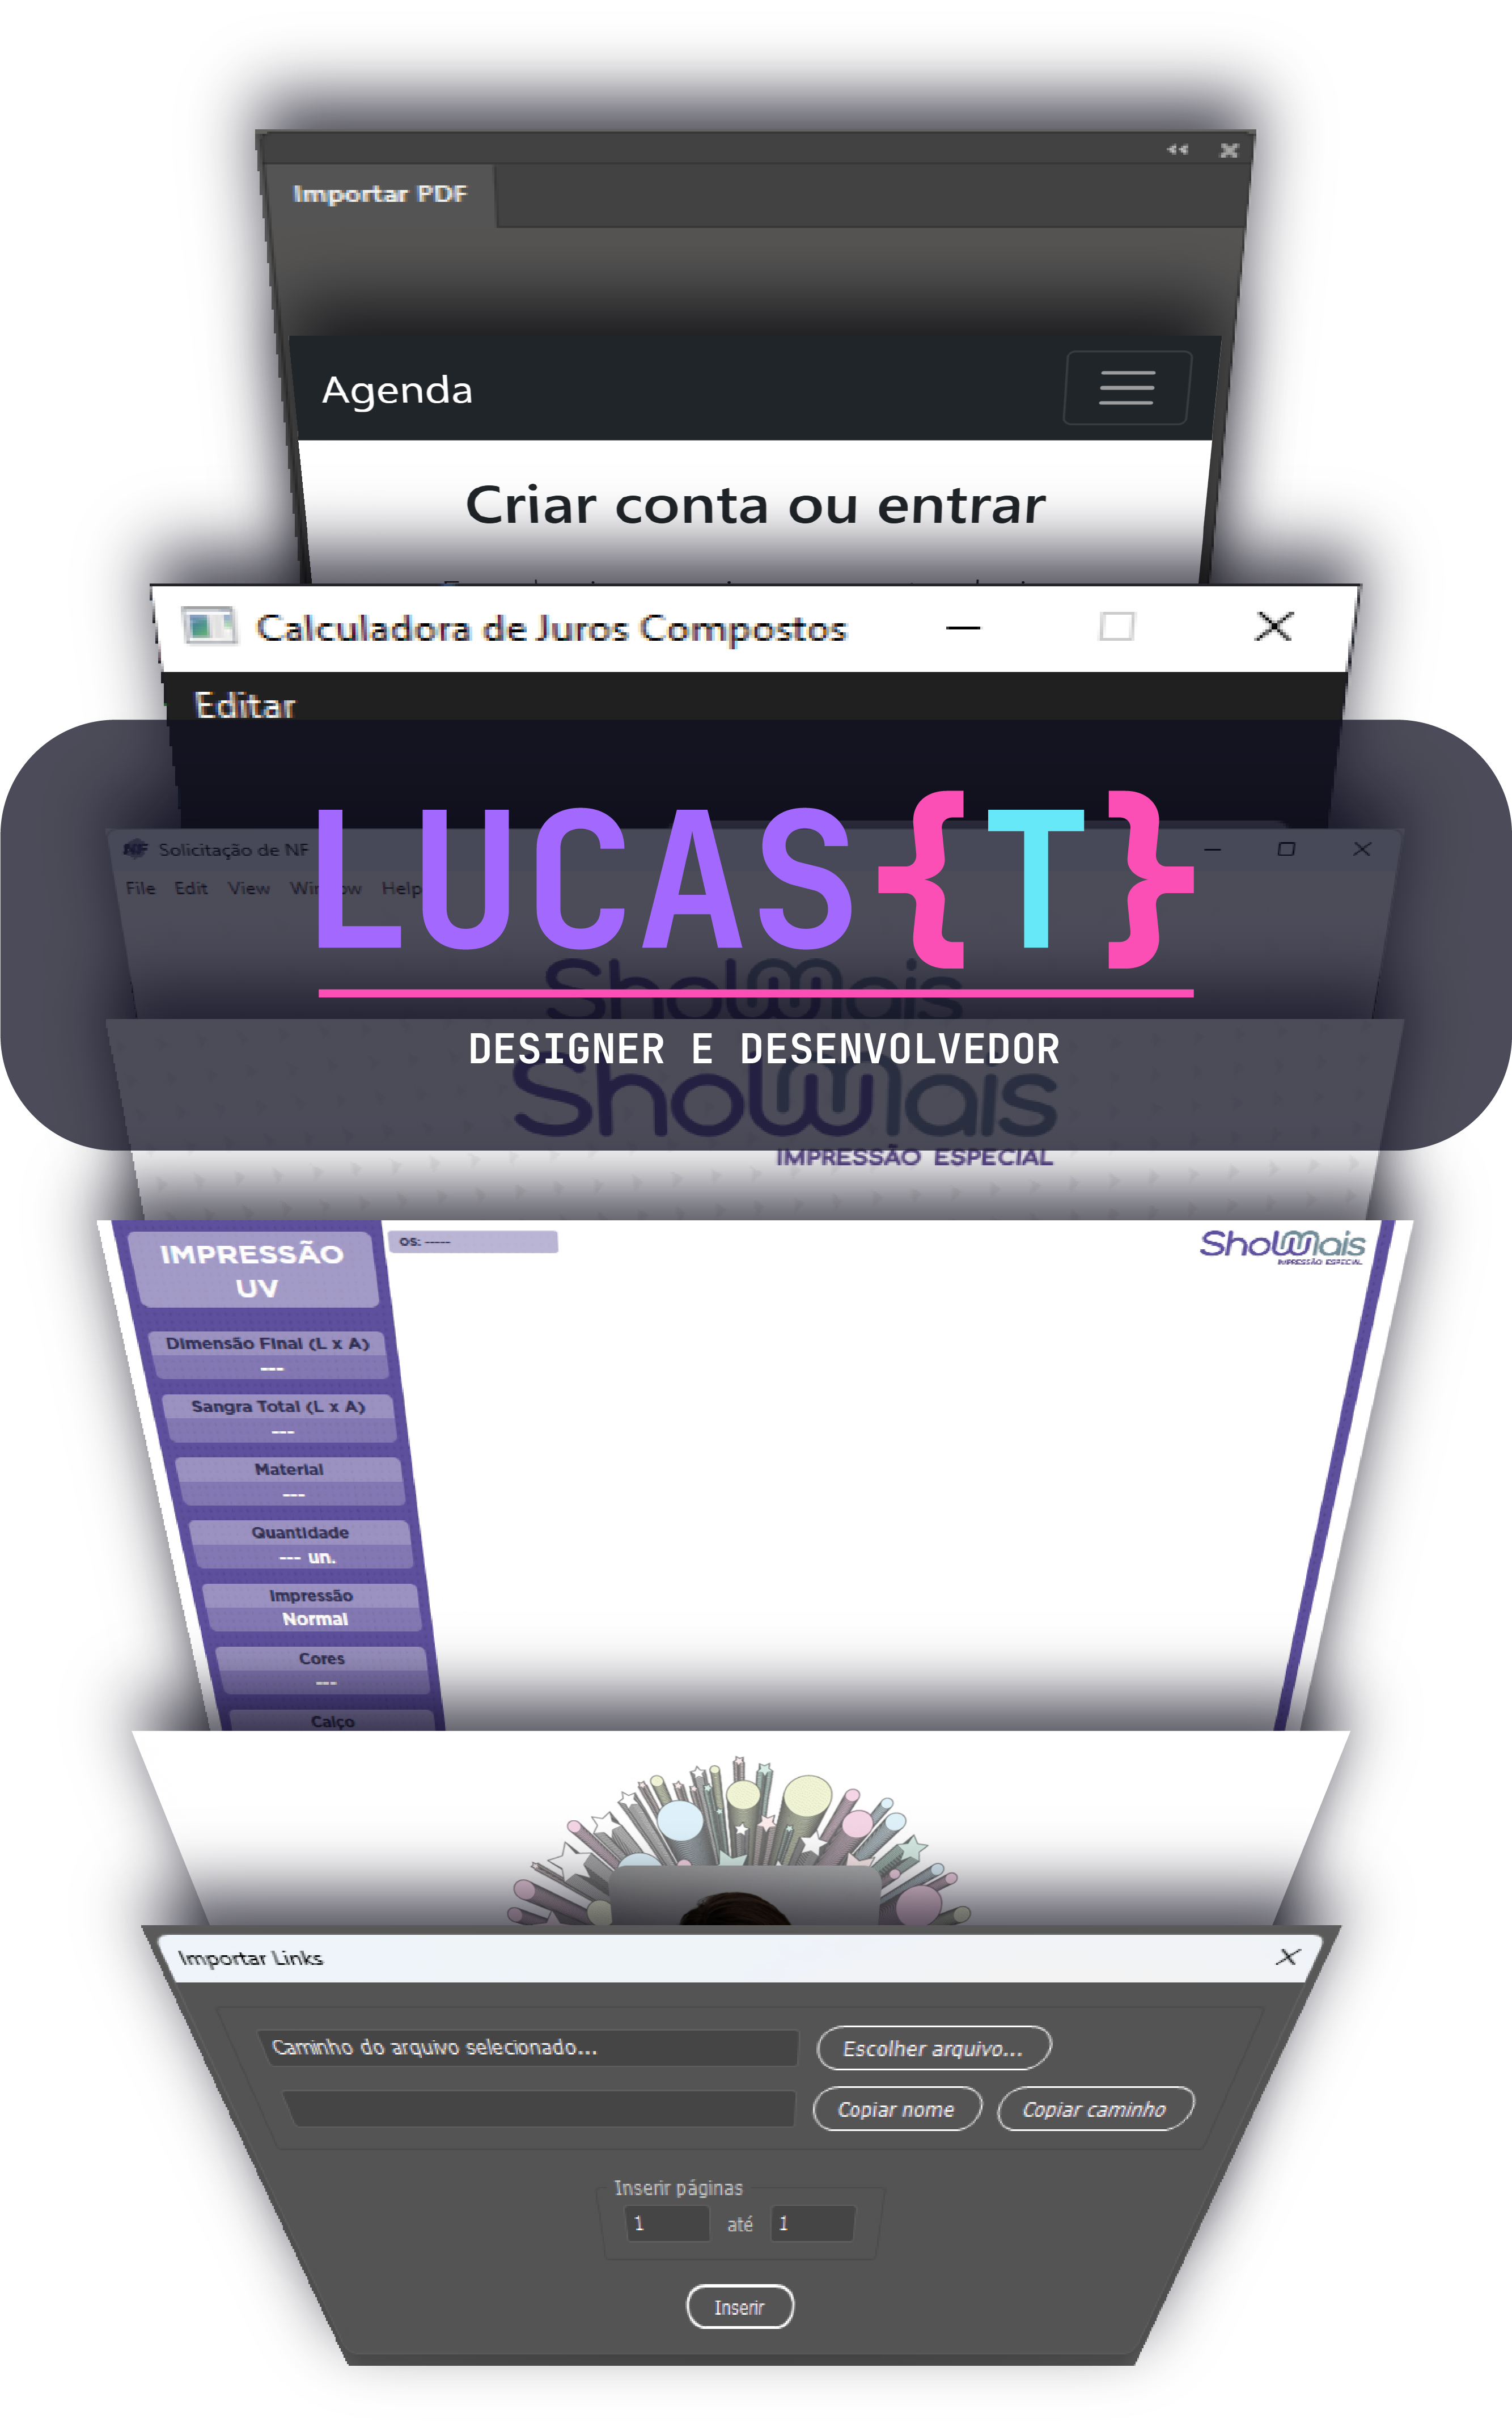 Importar PDF
Agenda
Criar conta ou entrar
Calculadora de Juros Compostos
Editar
LUCAS{T}
Solicitação de NF
File Edit View Window Help
ShowMais
DESIGNER E DESENVOLVEDOR
ShowMais
IMPRESSÃO ESPECIAL
IMPRESSÃO
UV
OS: -----
ShowMais
IMPRESSÃO ESPECIAL
Dimensão Final (L x A)
---
Sangra Total (L x A)
---
Material
---
Quantidade
--- un.
Impressão
Normal
Cores
---
Calço
Importar Links
Caminho do arquivo selecionado...
Escolher arquivo...
Copiar nome
Copiar caminho
Inserir páginas
1 até 1
Inserir